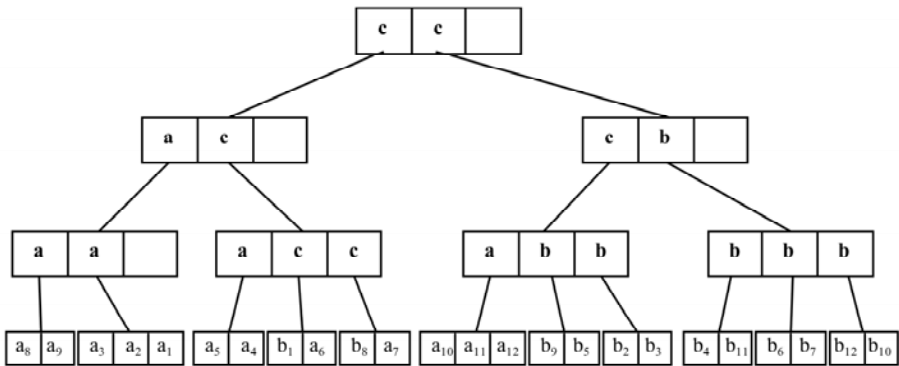 c c
a c c b
a a a c c a b b b b b
a₈ a₉ a₃ a₂ a₁ a₅ a₄ b₁ a₆ b₈ a₇ a₁₀ a₁₁ a₁₂ b₉ b₅ b₂ b₃ b₄ b₁₁ b₆ b₇ b₁₂ b₁₀